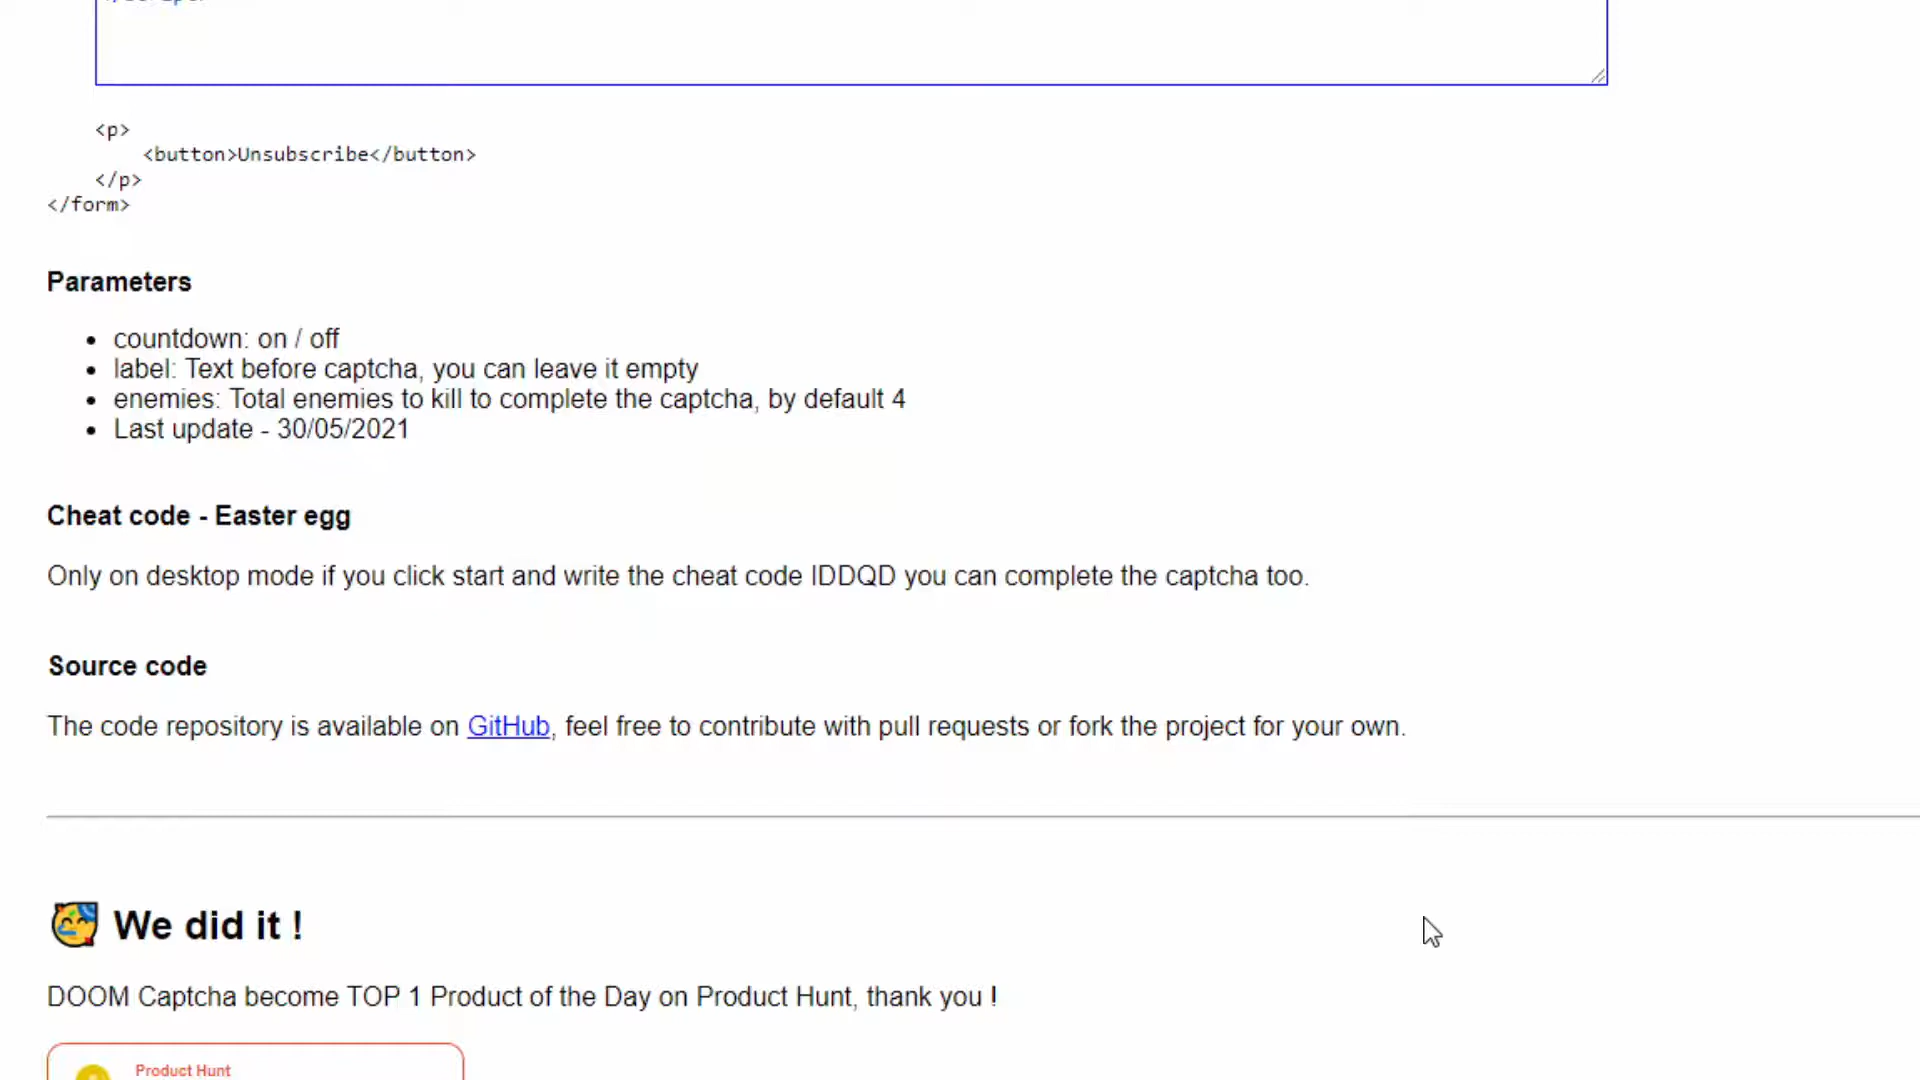 <p>
<button>Unsubscribe</button>
</p>
</form>
Parameters
countdown: on / off
label: Text before captcha, you can leave it empty
enemies: Total enemies to kill to complete the captcha, by default 4
Last update - 30/05/2021
Cheat code - Easter egg
Only on desktop mode if you click start and write the cheat code IDDQD you can complete the captcha too.
Source code
The code repository is available on GitHub, feel free to contribute with pull requests or fork the project for your own.
We did it !
DOOM Captcha become TOP 1 Product of the Day on Product Hunt, thank you !
Product Hunt